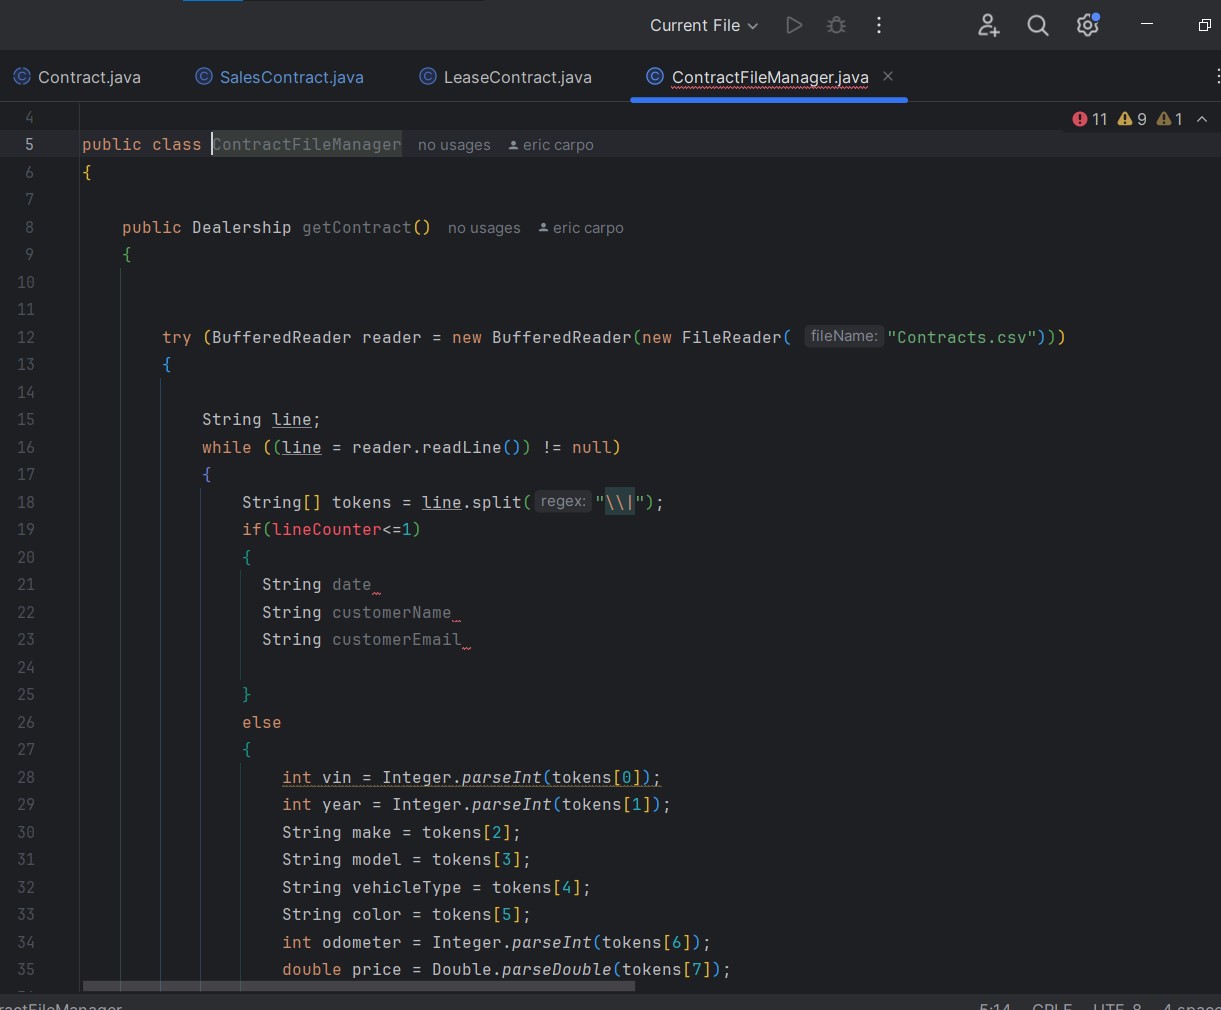 Current File
Contract.java SalesContract.java LeaseContract.java ContractFileManager.java
4 11 9 1
5 public class ContractFileManager no usages eric carpo
6 {
7
8 public Dealership getContract() no usages eric carpo
9 {
10
11
12 try (BufferedReader reader = new BufferedReader(new FileReader( fileName: "Contracts.csv")))
13 {
14
15 String line;
16 while ((line = reader.readLine()) != null)
17 {
18 String[] tokens = line.split( regex: "\\|");
19 if(lineCounter<=1)
20 {
21 String date
22 String customerName
23 String customerEmail
24
25 }
26 else
27 {
28 int vin = Integer.parseInt(tokens[0]);
29 int year = Integer.parseInt(tokens[1]);
30 String make = tokens[2];
31 String model = tokens[3];
32 String vehicleType = tokens[4];
33 String color = tokens[5];
34 int odometer = Integer.parseInt(tokens[6]);
35 double price = Double.parseDouble(tokens[7]);
ractFileManager 5:14 CRLF UTF-8 4 space